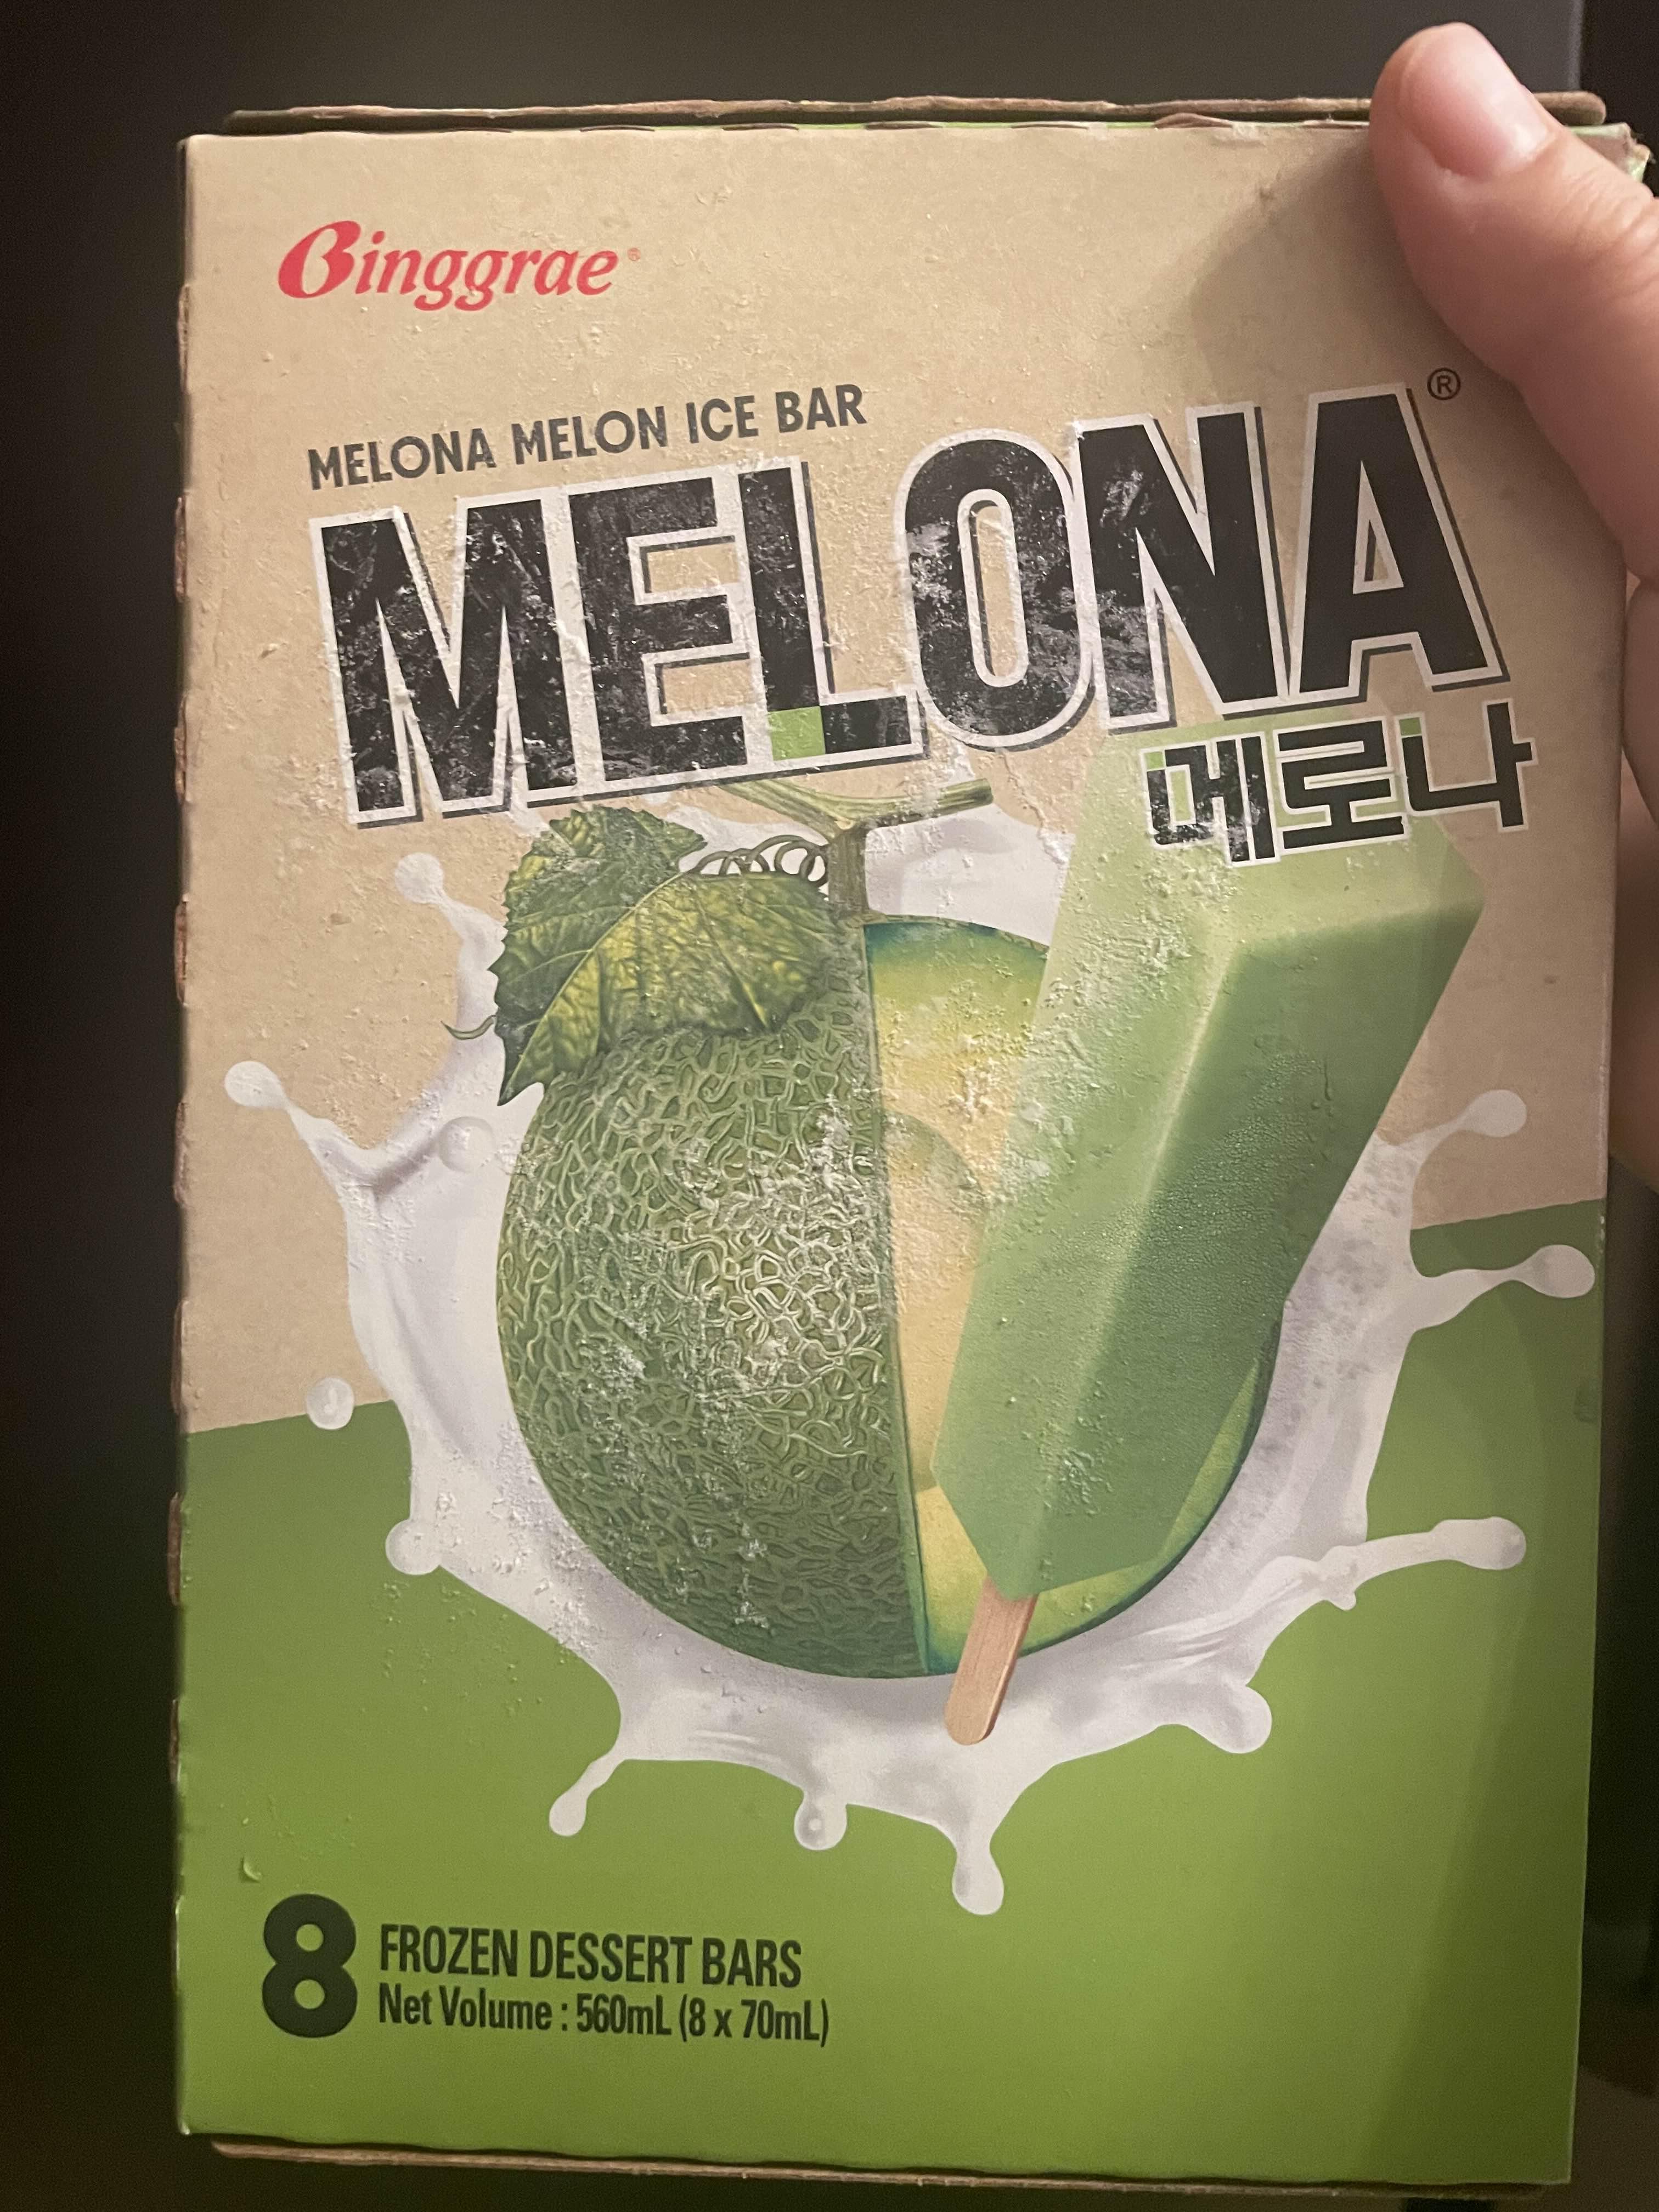 Binggrae®
MELONA MELON ICE BAR
MELONA®
메로나
8 FROZEN DESSERT BARS
Net Volume : 560mL (8 x 70mL)